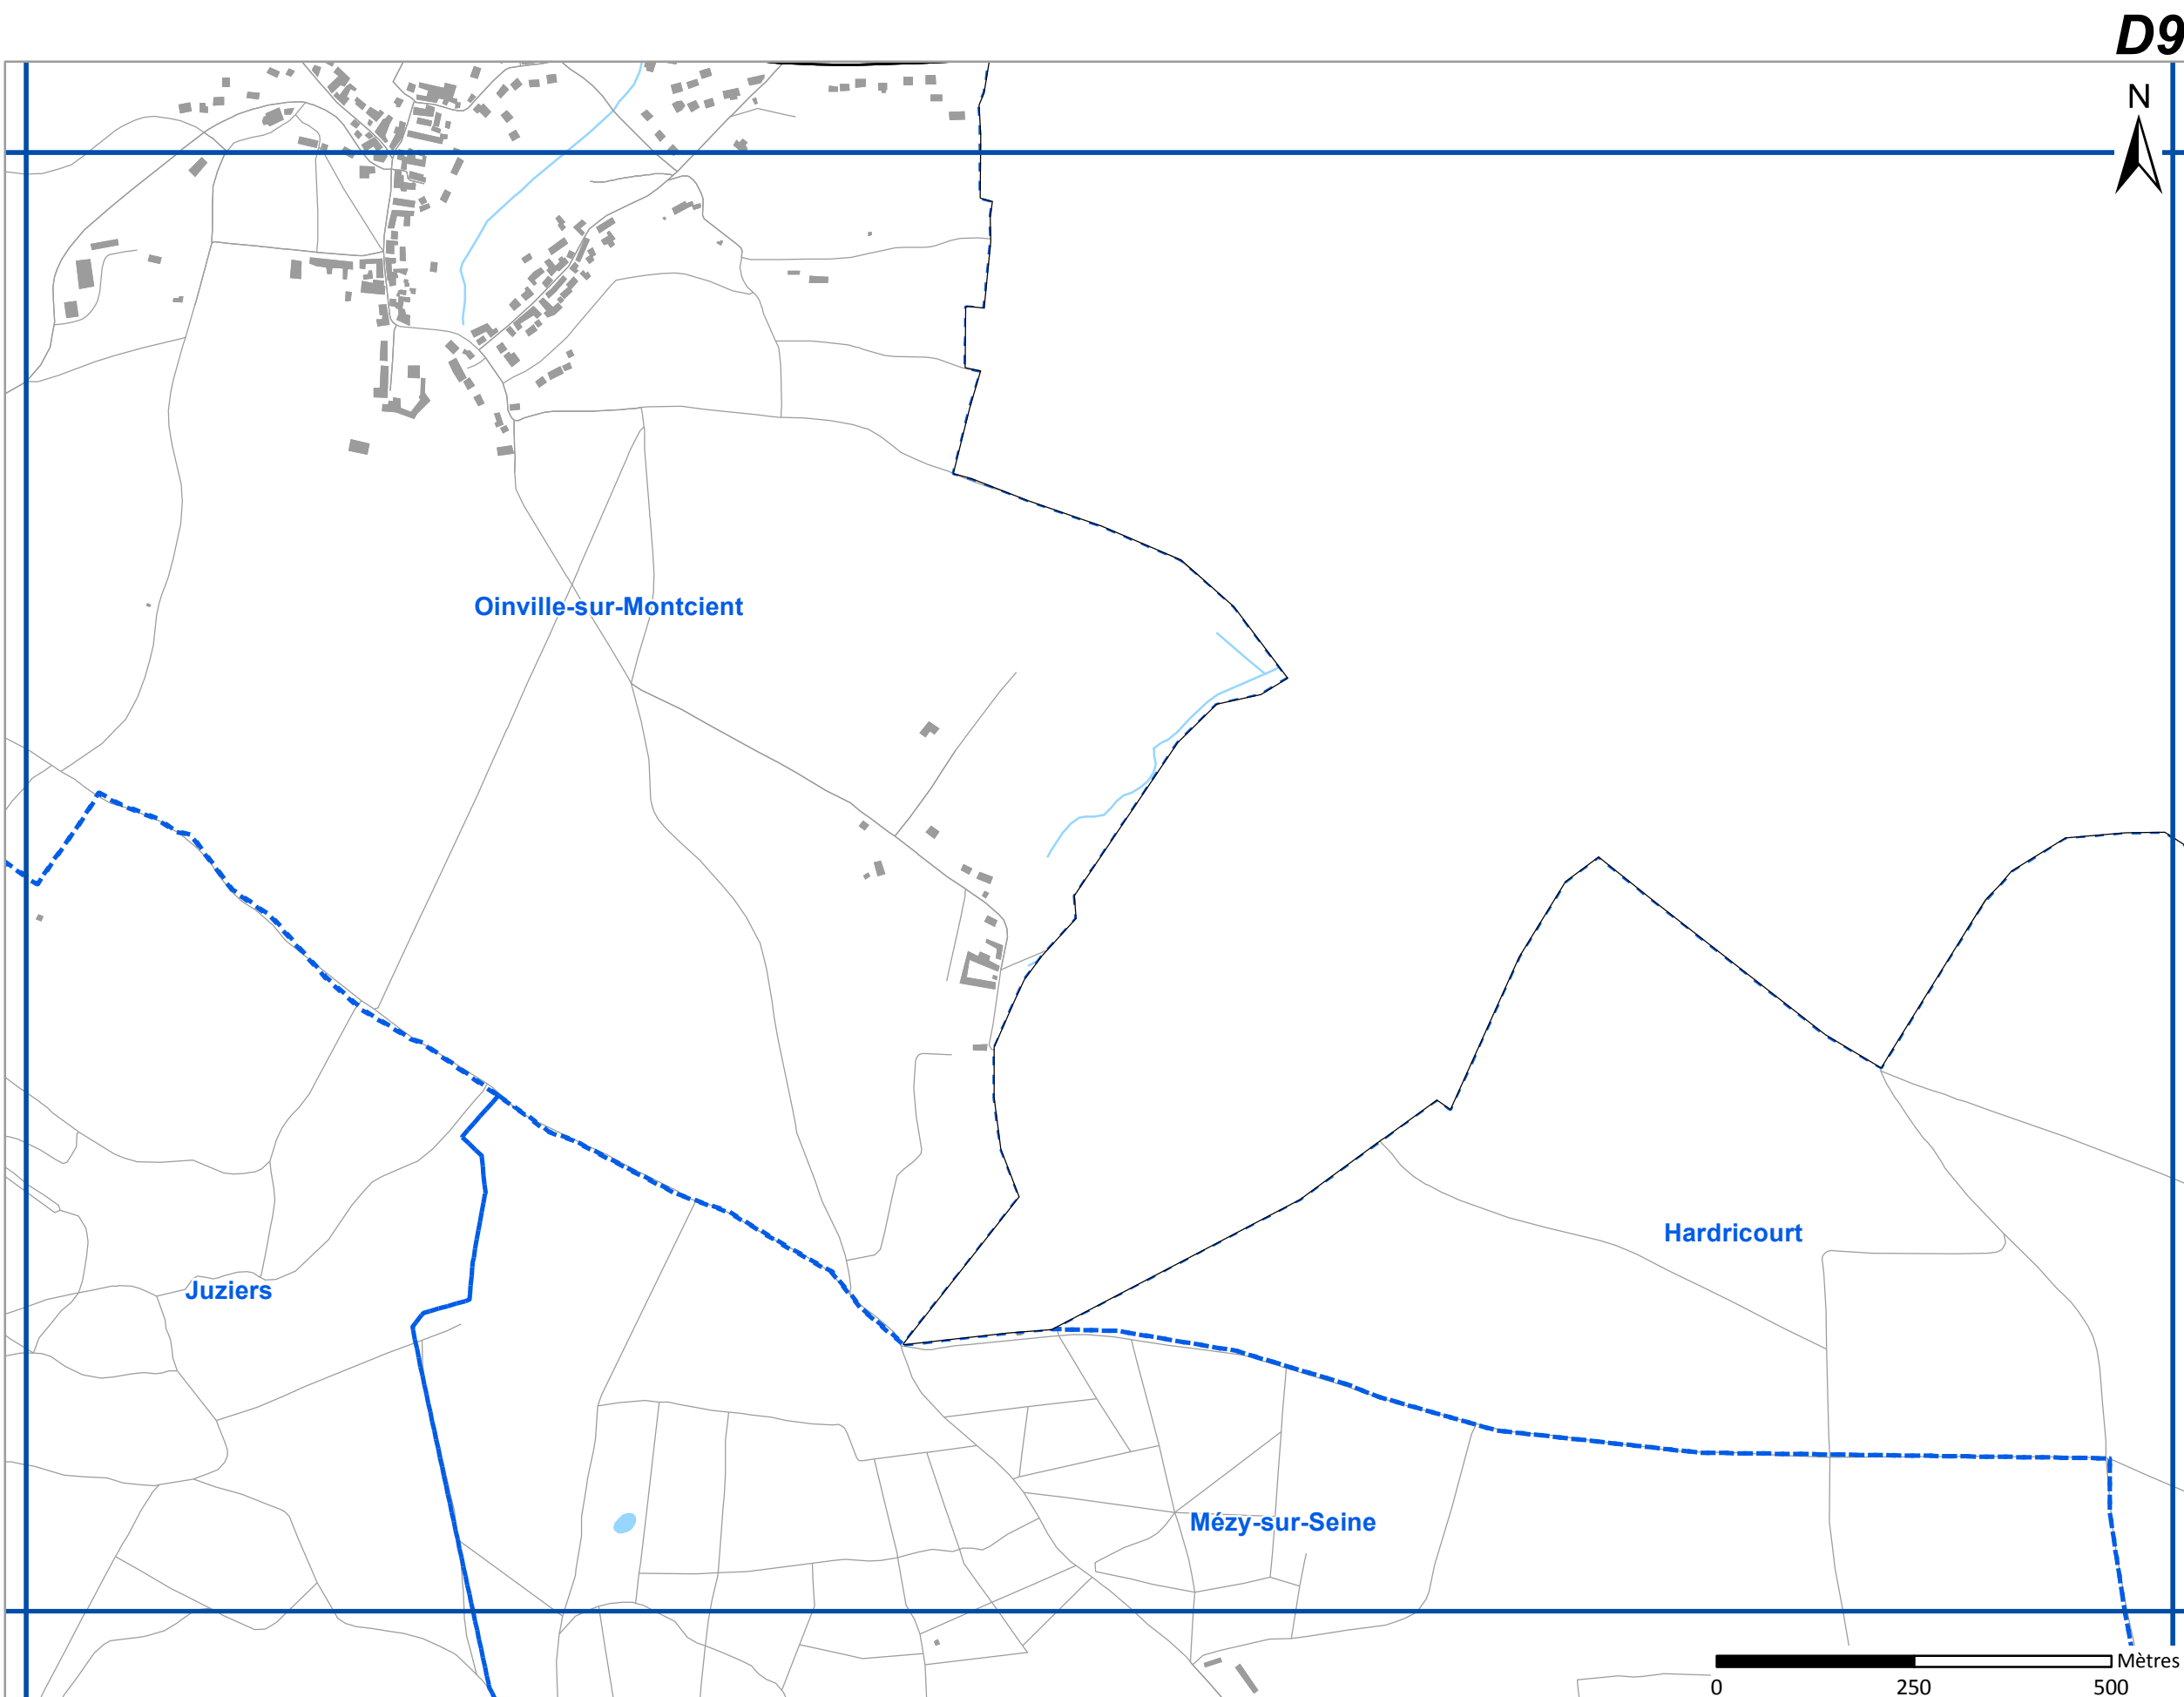 D9
N
Oinville-sur-Montcient
Hardricourt
Juziers
Mézy-sur-Seine
Mètres
0 250 500